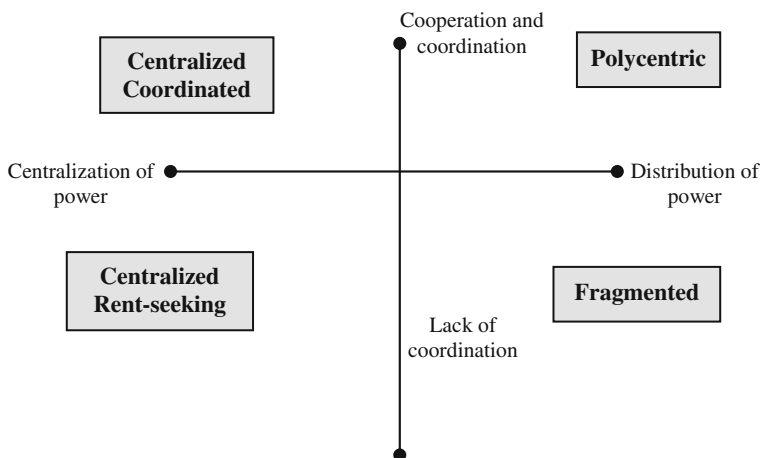 Cooperation and
coordination
Centralized
Coordinated
Polycentric
Centralization of
power
Distribution of
power
Centralized
Rent-seeking
Fragmented
Lack of
coordination